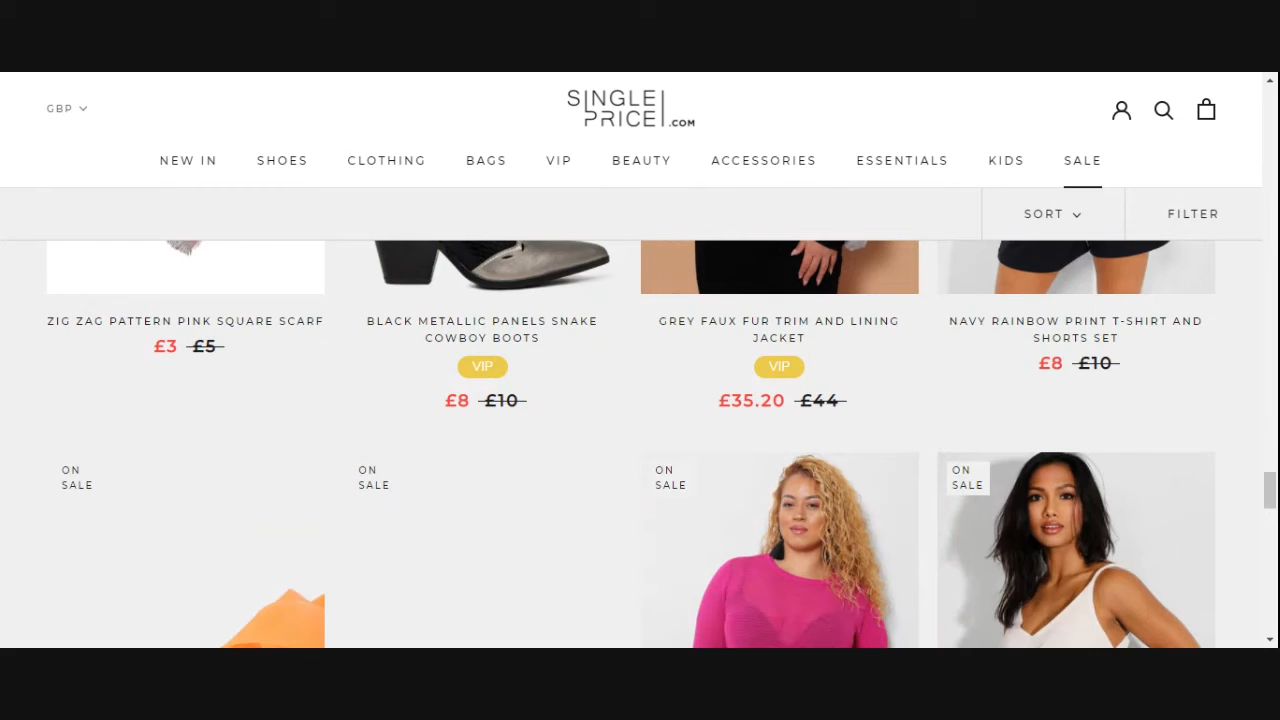 GBP
SINGLE
PRICE .COM
NEW IN SHOES CLOTHING BAGS VIP BEAUTY ACCESSORIES ESSENTIALS KIDS SALE
SORT FILTER
ZIG ZAG PATTERN PINK SQUARE SCARF
£3 £5
BLACK METALLIC PANELS SNAKE
COWBOY BOOTS
VIP
£8 £10
GREY FAUX FUR TRIM AND LINING
JACKET
VIP
£35.20 £44
NAVY RAINBOW PRINT T-SHIRT AND
SHORTS SET
£8 £10
ON
SALE
ON
SALE
ON
SALE
ON
SALE